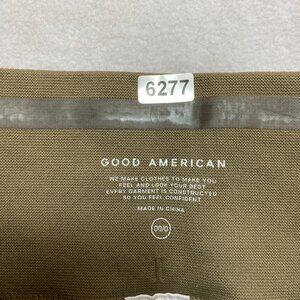 6277
GOOD AMERICAN
WE MAKE CLOTHES TO MAKE YOU
FEEL AND LOOK YOUR BEST
EVERY GARMENT IS CONSTRUCTED
SO YOU FEEL CONFIDENT
MADE IN CHINA
00/0